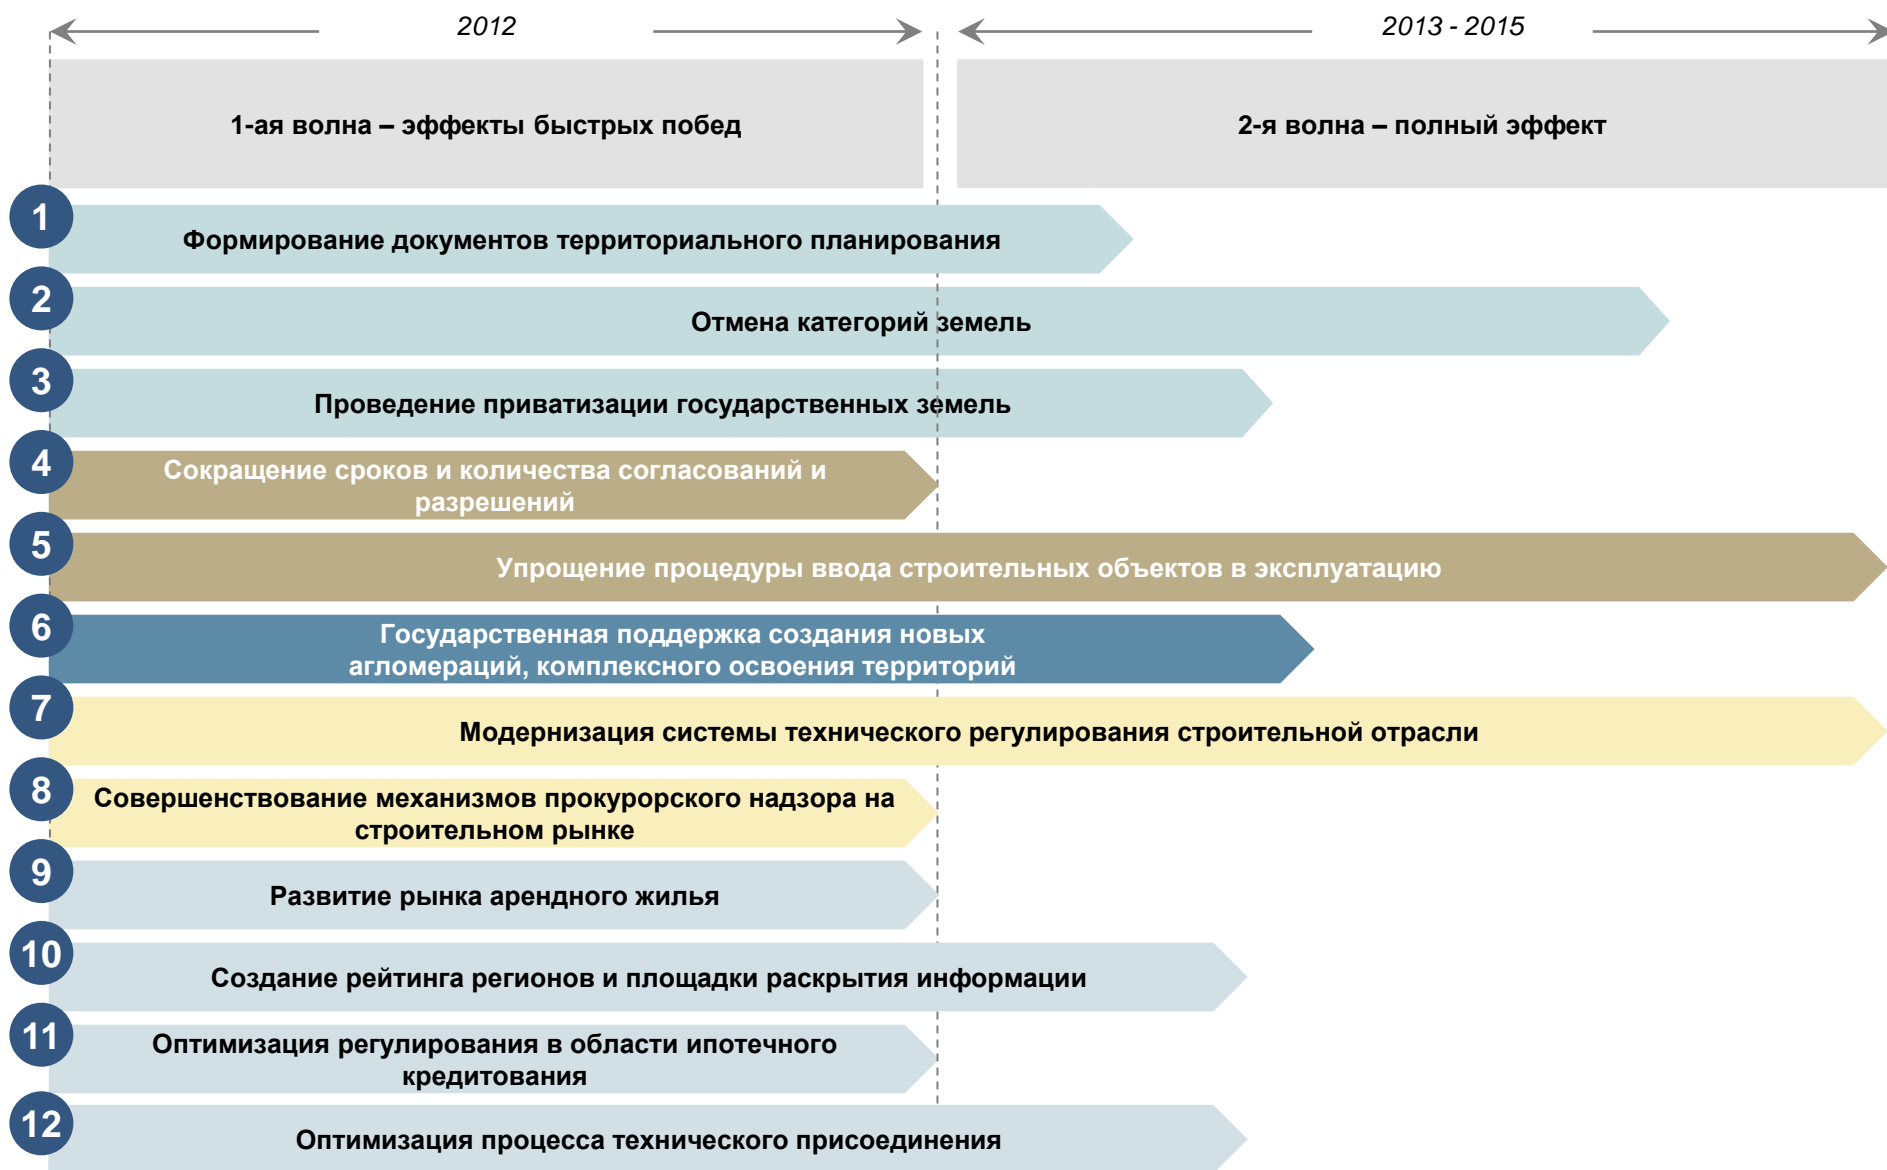 2012
2013 - 2015
1-ая волна – эффекты быстрых побед
2-я волна – полный эффект
1
Формирование документов территориального планирования
2
Отмена категорий земель
3
Проведение приватизации государственных земель
4
Сокращение сроков и количества согласований и
разрешений
5
Упрощение процедуры ввода строительных объектов в эксплуатацию
6
Государственная поддержка создания новых
агломераций, комплексного освоения территорий
7
Модернизация системы технического регулирования строительной отрасли
8
Совершенствование механизмов прокурорского надзора на
строительном рынке
9
Развитие рынка арендного жилья
10
Создание рейтинга регионов и площадки раскрытия информации
11
Оптимизация регулирования в области ипотечного
кредитования
12
Оптимизация процесса технического присоединения